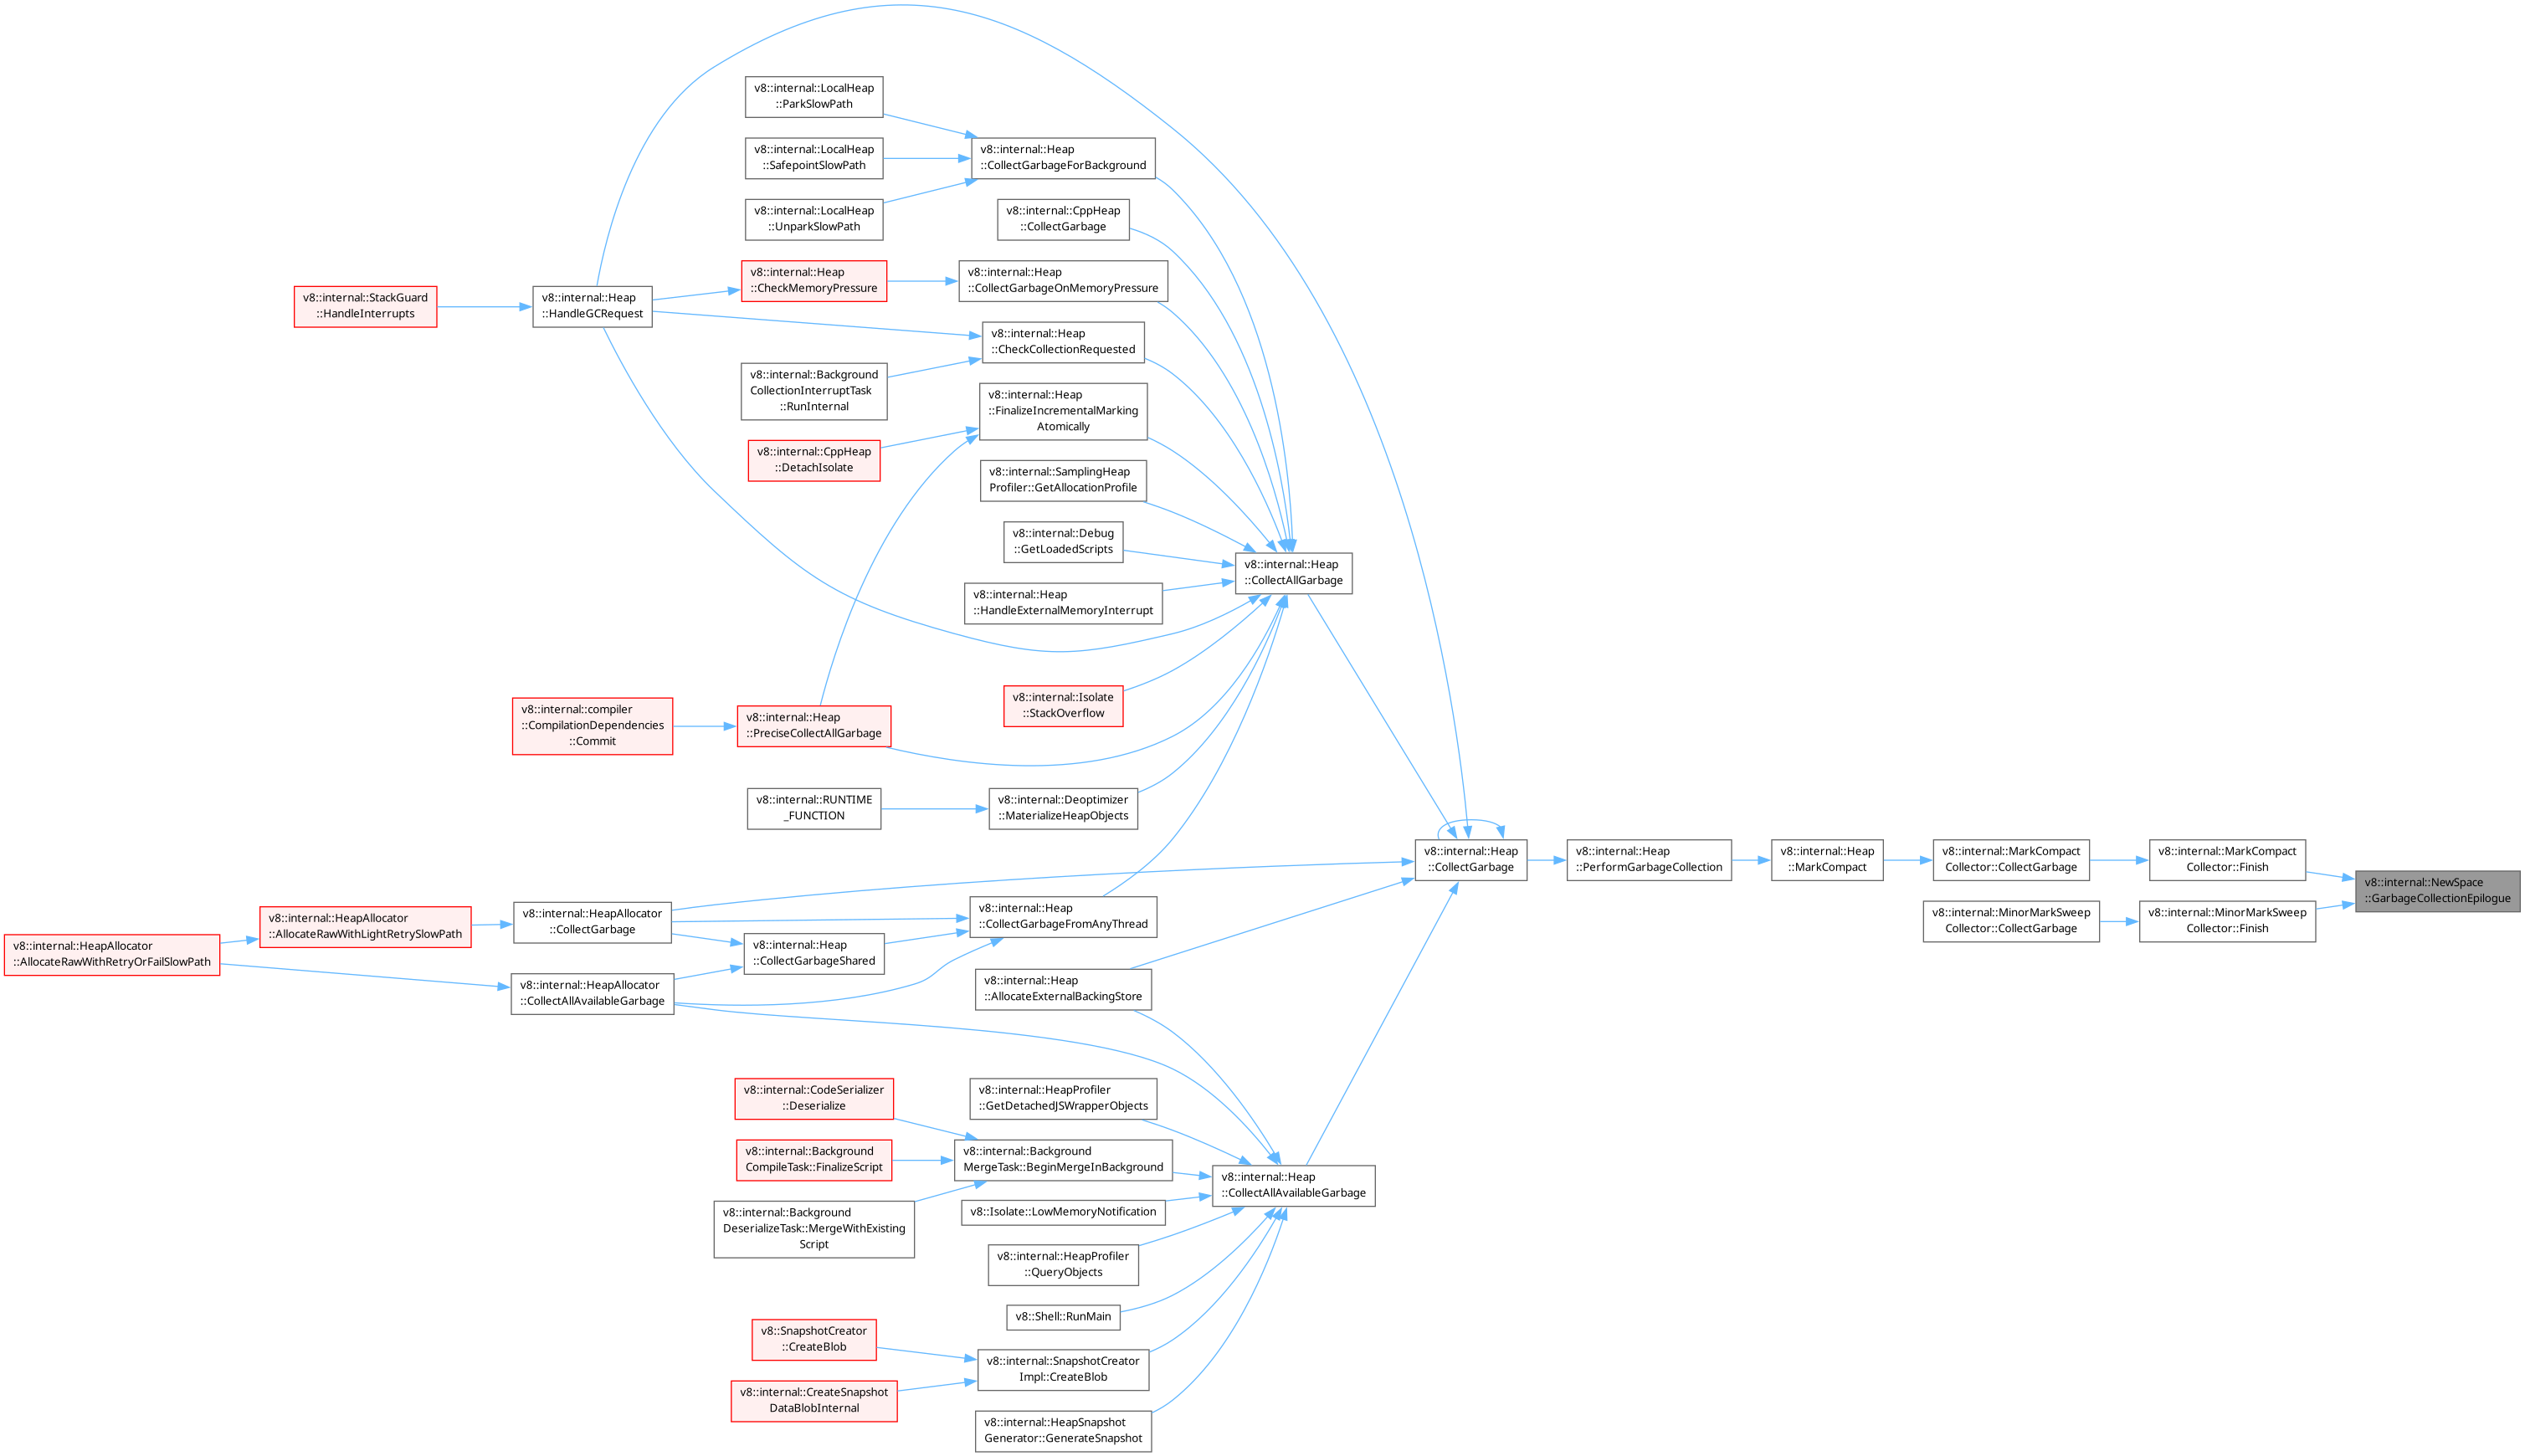 v8::internal::LocalHeap
::ParkSlowPath
v8::internal::LocalHeap
::SafepointSlowPath
v8::internal::Heap
::CollectGarbageForBackground
v8::internal::LocalHeap
::UnparkSlowPath
v8::internal::CppHeap
::CollectGarbage
v8::internal::StackGuard
::HandleInterrupts
v8::internal::Heap
::HandleGCRequest
v8::internal::Heap
::CheckMemoryPressure
v8::internal::Heap
::CollectGarbageOnMemoryPressure
v8::internal::Heap
::CheckCollectionRequested
v8::internal::Background
CollectionInterruptTask
::RunInternal
v8::internal::Heap
::FinalizeIncrementalMarking
Atomically
v8::internal::CppHeap
::DetachIsolate
v8::internal::SamplingHeap
Profiler::GetAllocationProfile
v8::internal::Debug
::GetLoadedScripts
v8::internal::Heap
::CollectAllGarbage
v8::internal::Heap
::HandleExternalMemoryInterrupt
v8::internal::Isolate
::StackOverflow
v8::internal::compiler
::CompilationDependencies
::Commit
v8::internal::Heap
::PreciseCollectAllGarbage
v8::internal::RUNTIME
_FUNCTION
v8::internal::Deoptimizer
::MaterializeHeapObjects
v8::internal::Heap
::CollectGarbage
v8::internal::Heap
::PerformGarbageCollection
v8::internal::Heap
::MarkCompact
v8::internal::MarkCompact
Collector::CollectGarbage
v8::internal::MarkCompact
Collector::Finish
v8::internal::NewSpace
::GarbageCollectionEpilogue
v8::internal::MinorMarkSweep
Collector::CollectGarbage
v8::internal::MinorMarkSweep
Collector::Finish
v8::internal::HeapAllocator
::AllocateRawWithRetryOrFailSlowPath
v8::internal::HeapAllocator
::AllocateRawWithLightRetrySlowPath
v8::internal::HeapAllocator
::CollectGarbage
v8::internal::Heap
::CollectGarbageShared
v8::internal::Heap
::CollectGarbageFromAnyThread
v8::internal::HeapAllocator
::CollectAllAvailableGarbage
v8::internal::Heap
::AllocateExternalBackingStore
v8::internal::CodeSerializer
::Deserialize
v8::internal::HeapProfiler
::GetDetachedJSWrapperObjects
v8::internal::Background
CompileTask::FinalizeScript
v8::internal::Background
MergeTask::BeginMergeInBackground
v8::internal::Heap
::CollectAllAvailableGarbage
v8::internal::Background
DeserializeTask::MergeWithExisting
Script
v8::Isolate::LowMemoryNotification
v8::internal::HeapProfiler
::QueryObjects
v8::Shell::RunMain
v8::SnapshotCreator
::CreateBlob
v8::internal::SnapshotCreator
Impl::CreateBlob
v8::internal::CreateSnapshot
DataBlobInternal
v8::internal::HeapSnapshot
Generator::GenerateSnapshot